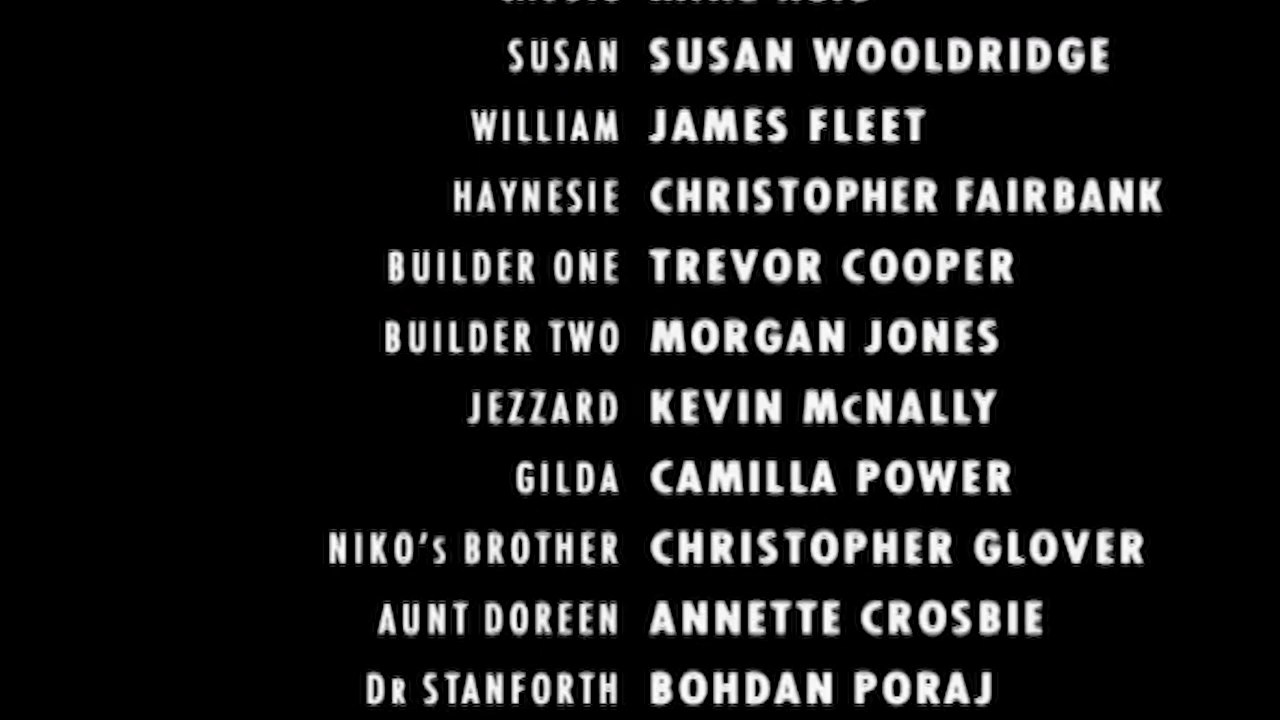 SUSAN SUSAN WOOLDRIDGE
WILLIAM JAMES FLEET
HAYNESIE CHRISTOPHER FAIRBANK
BUILDER ONE TREVOR COOPER
BUILDER TWO MORGAN JONES
JEZZARD KEVIN McNALLY
GILDA CAMILLA POWER
NIKO's BROTHER CHRISTOPHER GLOVER
AUNT DOREEN ANNETTE CROSBIE
DR STANFORTH BOHDAN PORAJ